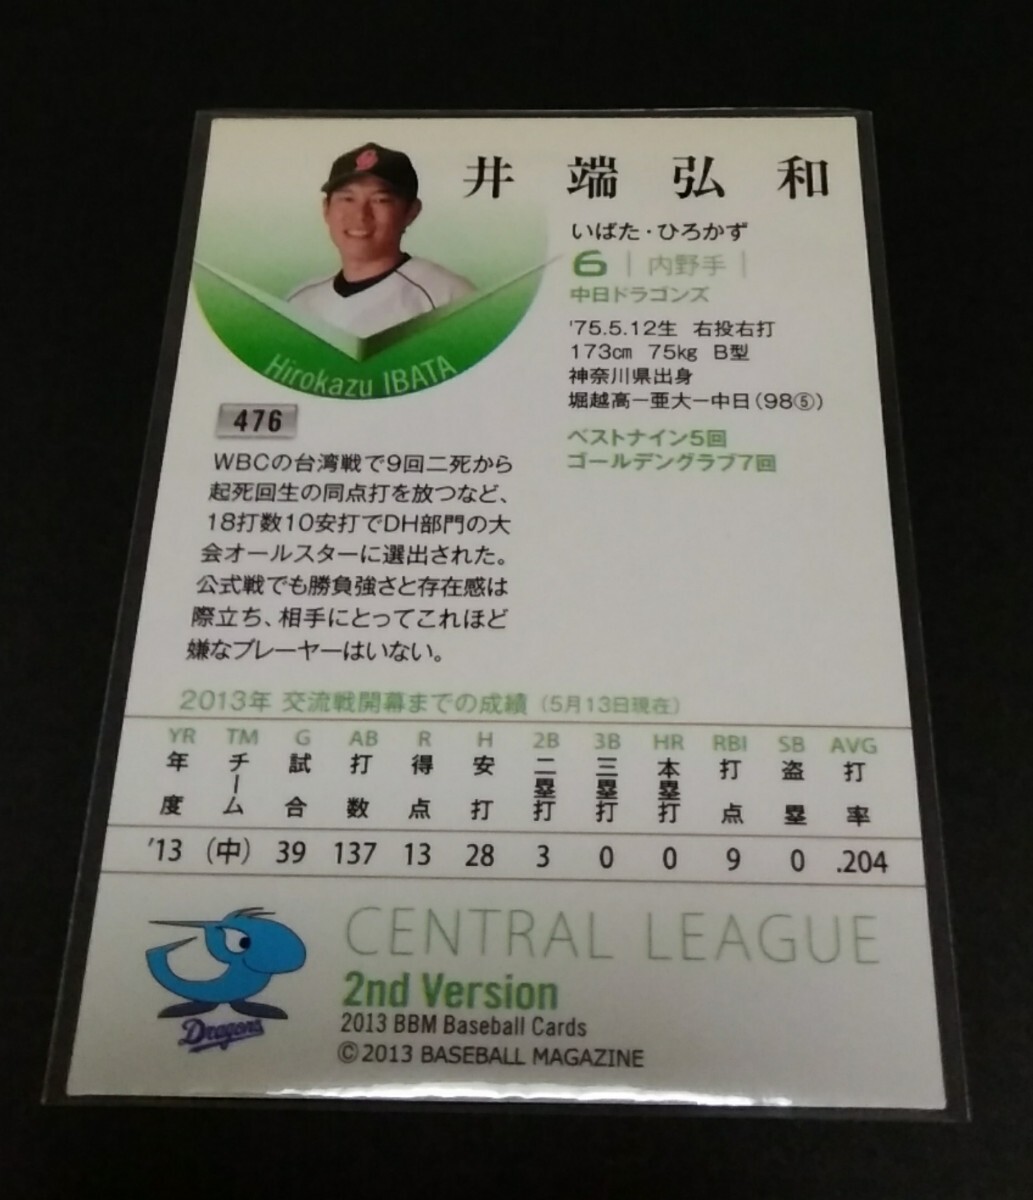 井端弘和
いばた・ひろかず
6 | 内野手 |
中日ドラゴンズ
'75.5.12生 右投右打
173cm 75kg B型
神奈川県出身
堀越高ー亜大ー中日(98⑤)
ベストナイン5回
ゴールデングラブ7回
Hirokazu IBATA
476
WBCの台湾戦で9回二死から
起死回生の同点打を放つなど、
18打数10安打でDH部門の大
会オールスターに選出された。
公式戦でも勝負強さと存在感は
際立ち、相手にとってこれほど
嫌なプレーヤーはいない。
2013年 交流戦開幕までの成績 (5月13日現在)
YR TM G AB R H 2B 3B HR RBI SB AVG
年度 チーム 試合 打数 得点 安打 二塁打 三塁打 本塁打 打点 盗塁 打率
'13 (中) 39 137 13 28 3 0 0 9 0 .204
CENTRAL LEAGUE
2nd Version
2013 BBM Baseball Cards
©2013 BASEBALL MAGAZINE
Dragons